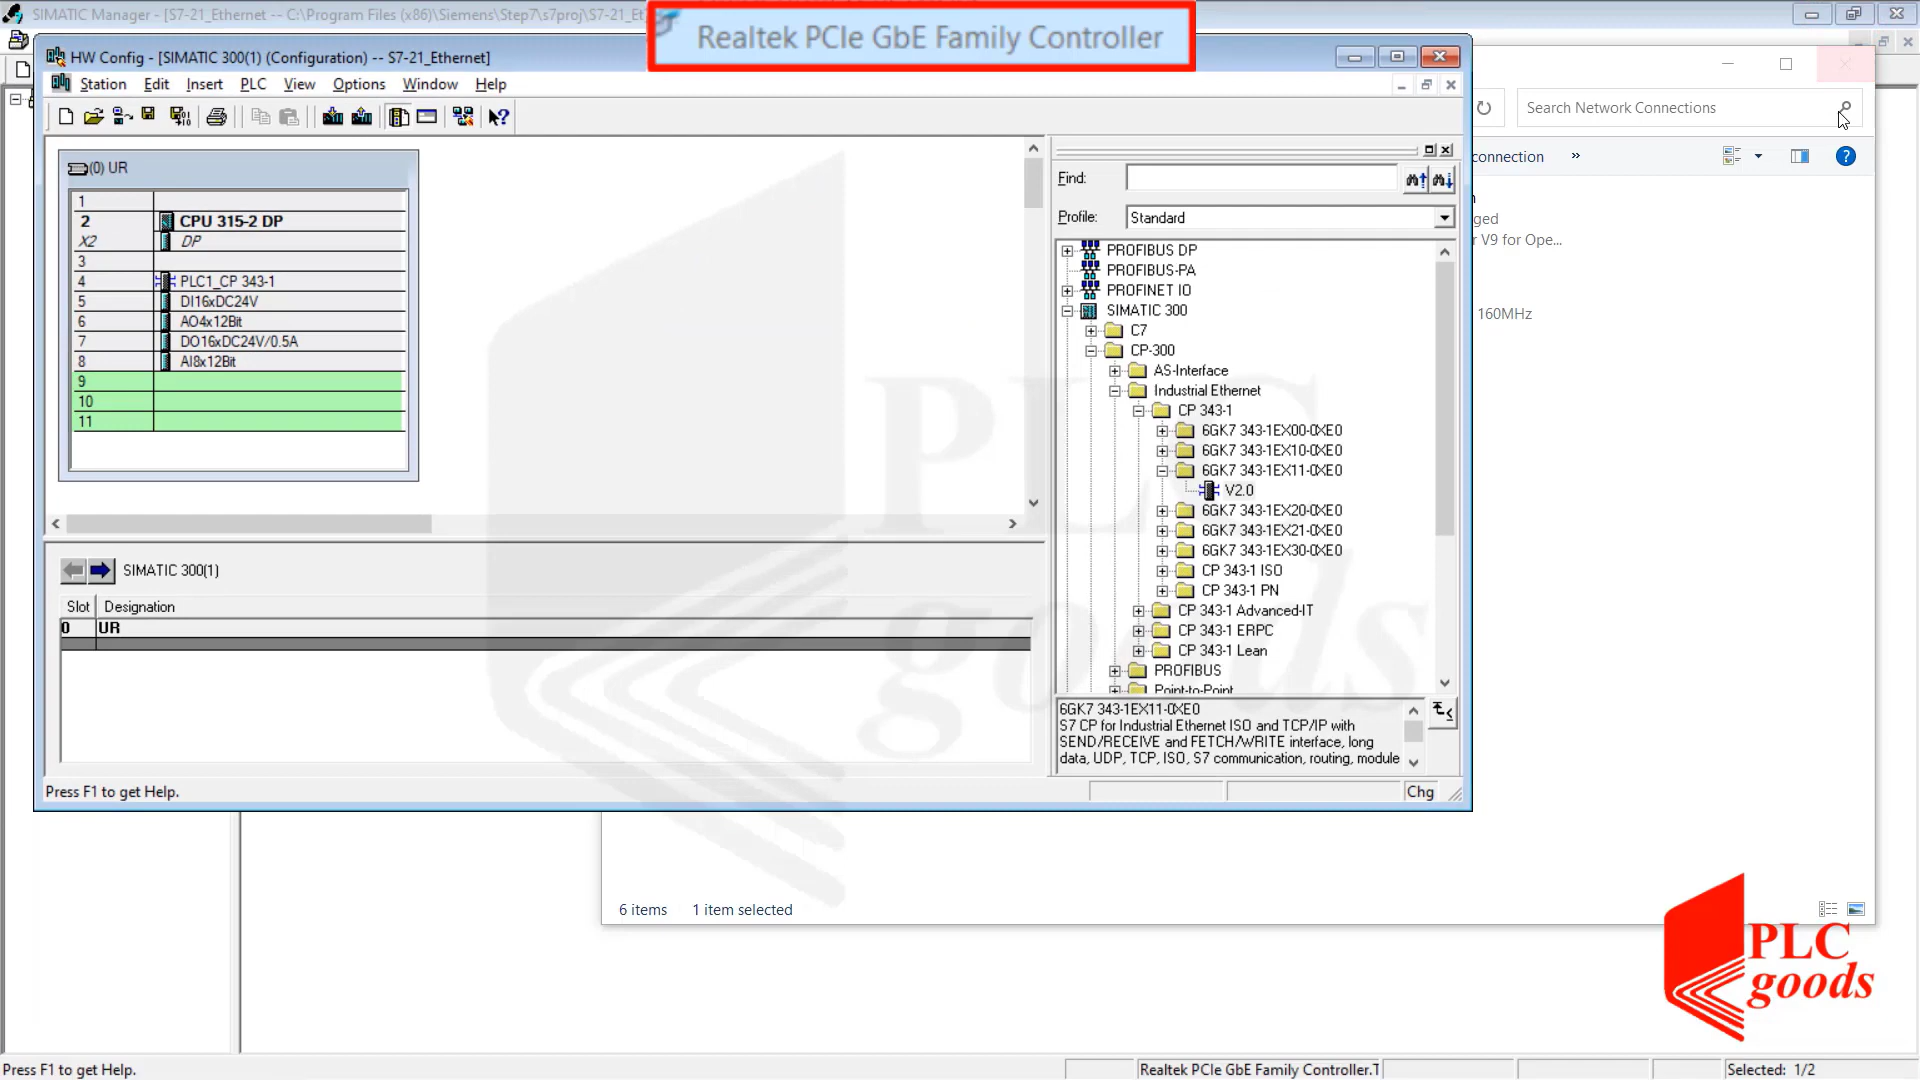 SIMATIC Manager - [S7-21_Ethernet -- C:\Program Files (x86)\Siemens\Step7\s7proj\S7-21_Et
Realtek PCIe GbE Family Controller
HW Config - [SIMATIC 300(1) (Configuration) -- S7-21_Ethernet]
Station Edit Insert PLC View Options Window Help
Search Network Connections
connection »
(0) UR
1
2 CPU 315-2 DP
X2 DP
3
4 PLC1_CP 343-1
5 DI16xDC24V
6 AO4x12Bit
7 DO16xDC24V/0.5A
8 AI8x12Bit
9
10
11
Find:
Profile: Standard
PROFIBUS DP
PROFIBUS-PA
PROFINET IO
SIMATIC 300
C7
CP-300
AS-Interface
Industrial Ethernet
CP 343-1
6GK7 343-1EX00-0XE0
6GK7 343-1EX10-0XE0
6GK7 343-1EX11-0XE0
V2.0
6GK7 343-1EX20-0XE0
6GK7 343-1EX21-0XE0
6GK7 343-1EX30-0XE0
CP 343-1 ISO
CP 343-1 PN
CP 343-1 Advanced-IT
CP 343-1 ERPC
CP 343-1 Lean
PROFIBUS
Point-to-Point
6GK7 343-1EX11-0XE0
S7 CP for Industrial Ethernet ISO and TCP/IP with
SEND/RECEIVE and FETCH/WRITE interface, long
data, UDP, TCP, ISO, S7 communication, routing, module
ged
V9 for Ope...
160MHz
SIMATIC 300(1)
Slot Designation
0 UR
Press F1 to get Help.
Chg
6 items 1 item selected
PLC
goods
PLC
goods
Press F1 to get Help.
Realtek PCIe GbE Family Controller.T
Selected: 1/2